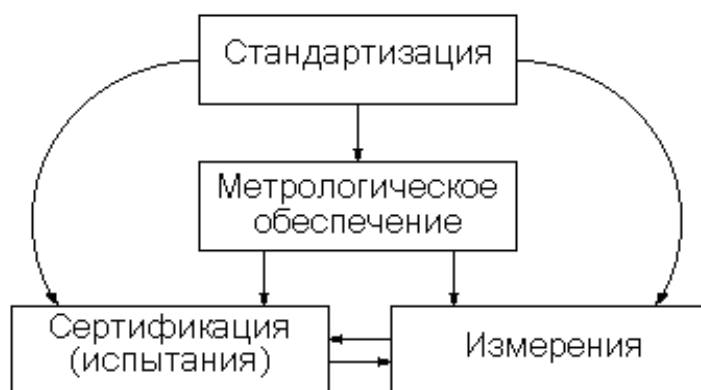 Стандартизация
Метрологическое
обеспечение
Сертификация
(испытания)
Измерения